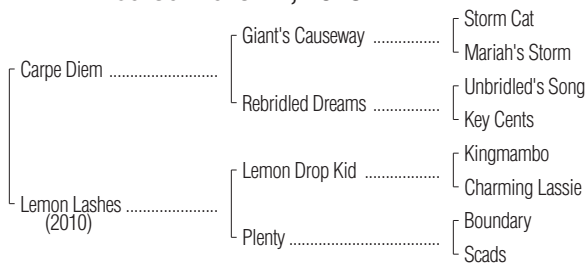 Storm Cat
Giant's Causeway ................
Mariah's Storm
Carpe Diem ..........................
Unbridled's Song
Rebridled Dreams ................
Key Cents
Kingmambo
Lemon Drop Kid ..................
Charming Lassie
Lemon Lashes ......................
(2010)
Boundary
Plenty ...................................
Scads